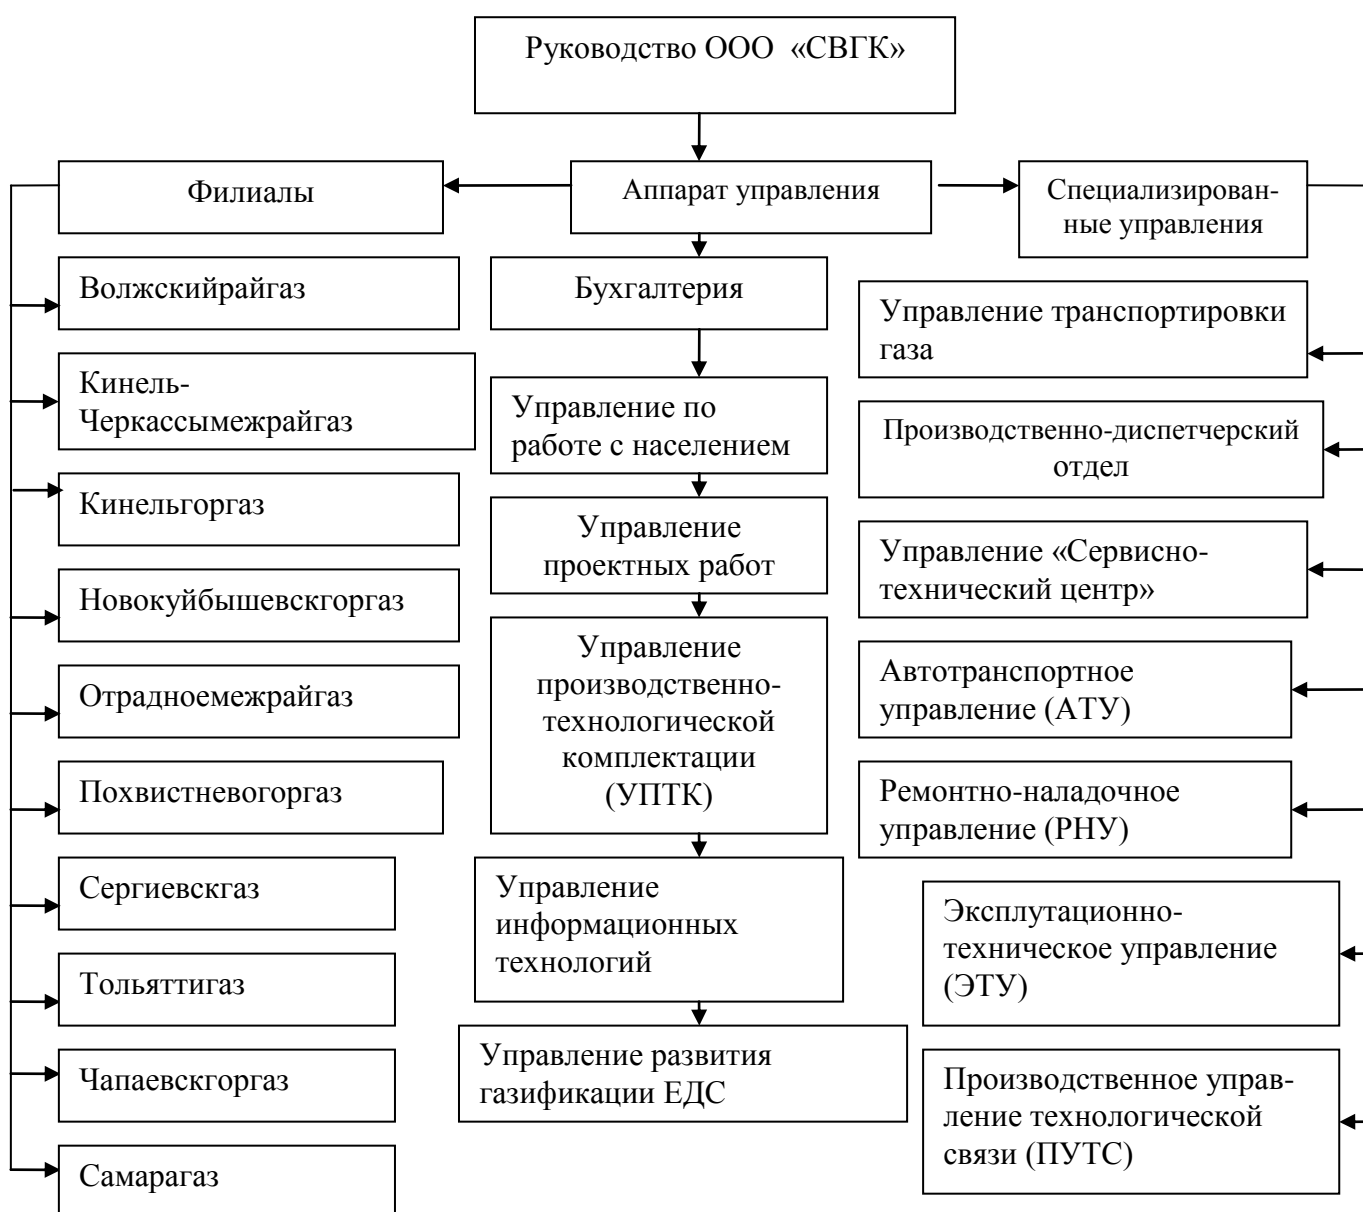 Руководство ООО «СВГК»
Филиалы
Аппарат управления
Специализирован-
ные управления
Волжскийрайгаз
Кинель-
Черкассымежрайгаз
Кинельгоргаз
Новокуйбышевскгоргаз
Отрадноемежрайгаз
Похвистневогоргаз
Сергиевскгаз
Тольяттигаз
Чапаевскгоргаз
Самарагаз
Бухгалтерия
Управление по
работе с населением
Управление
проектных работ
Управление
производственно-
технологической
комплектации
(УПТК)
Управление
информационных
технологий
Управление развития
газификации ЕДС
Управление транспортировки
газа
Производственно-диспетчерский
отдел
Управление «Сервисно-
технический центр»
Автотранспортное
управление (АТУ)
Ремонтно-наладочное
управление (РНУ)
Эксплутационно-
техническое управление
(ЭТУ)
Производственное управ-
ление технологической
связи (ПУТС)